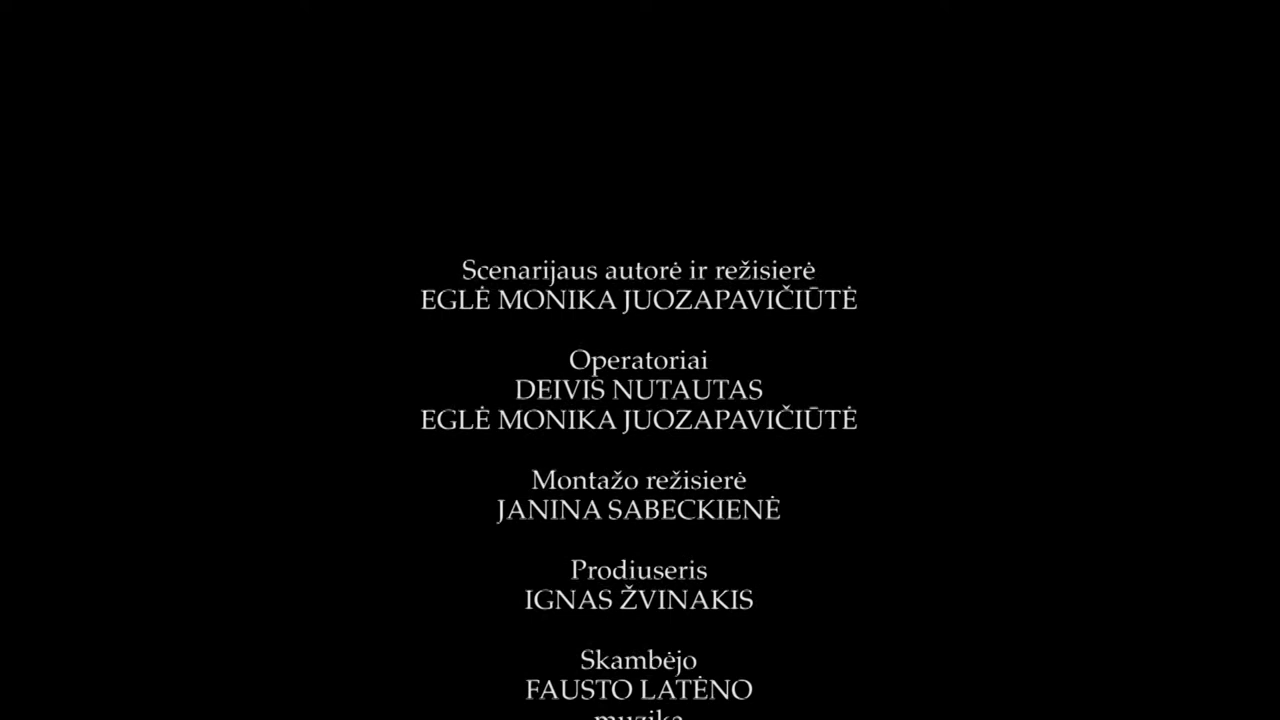 Scenarijaus autorė ir režisierė
EGLĖ MONIKA JUOZAPAVIČIŪTĖ
Operatoriai
DEIVIS NUTAUTAS
EGLĖ MONIKA JUOZAPAVIČIŪTĖ
Montažo režisierė
JANINA SABECKIENĖ
Prodiuseris
IGNAS ŽVINAKIS
Skambėjo
FAUSTO LATĖNO
muzika